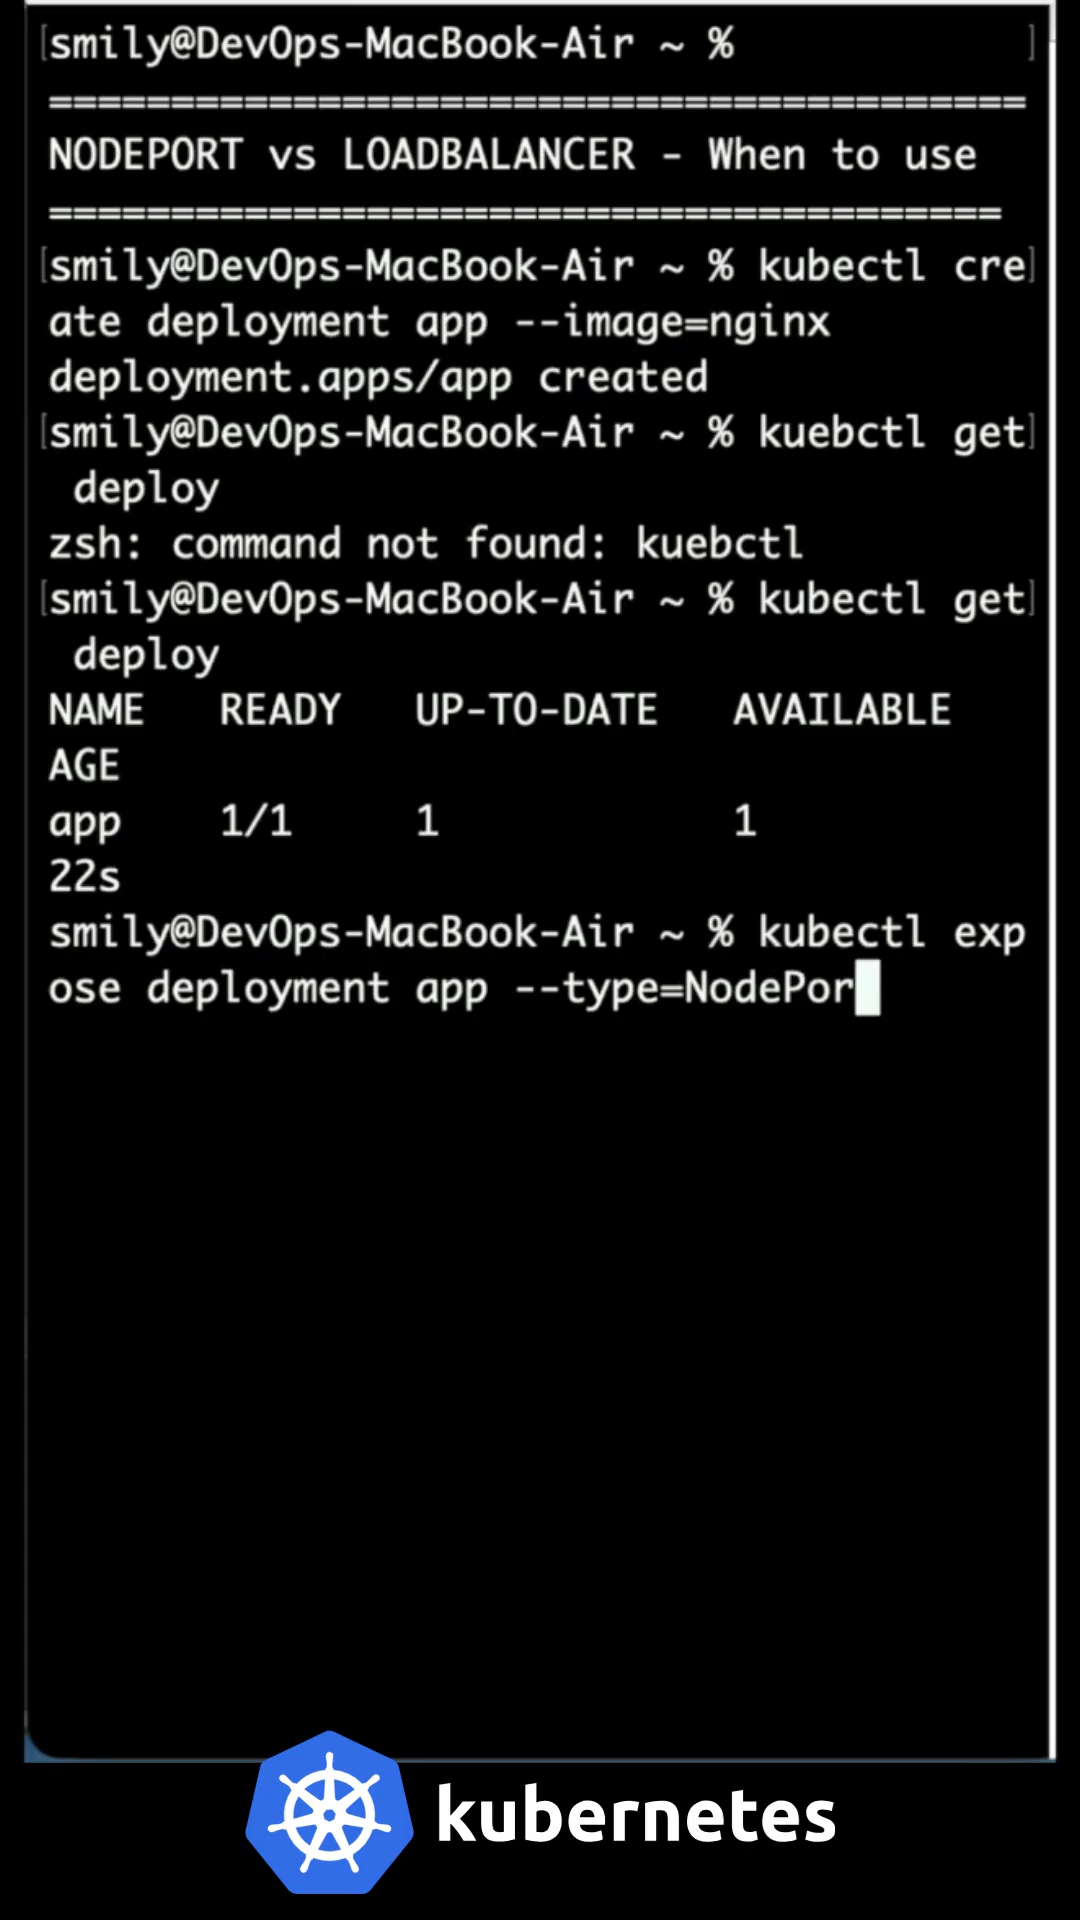 [smily@DevOps-MacBook-Air ~ % ]
========================================
NODEPORT vs LOADBALANCER - When to use
=======================================
[smily@DevOps-MacBook-Air ~ % kubectl cre]
ate deployment app --image=nginx
deployment.apps/app created
[smily@DevOps-MacBook-Air ~ % kuebctl get]
 deploy
zsh: command not found: kuebctl
[smily@DevOps-MacBook-Air ~ % kubectl get]
 deploy
NAME   READY   UP-TO-DATE   AVAILABLE
AGE
app    1/1     1            1
22s
smily@DevOps-MacBook-Air ~ % kubectl exp
ose deployment app --type=NodePor
kubernetes